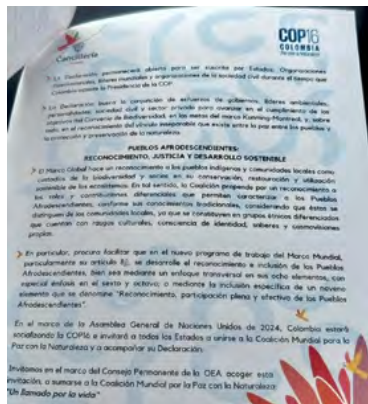 Cancillería
COP16
COLOMBIA
La Declaración permanecerá abierta para ser suscrita por Estados, Organizaciones
líderes mundiales y organizaciones de la sociedad civil durante el tiempo que
Colombia ostente la Presidencia de la COP.
La Declaración busca la conjunción de esfuerzos de gobiernos, líderes ambientales,
sociedad civil y sector privado para avanzar en el cumplimiento de los
objetivos del Convenio de Biodiversidad, en las metas del marco Kunming-Montreal, y, sobre
todo, en el reconocimiento del vínculo inseparable que existe entre la paz entre los pueblos y
la protección y preservación de la naturaleza.
PUEBLOS AFRODESCENDIENTES:
RECONOCIMIENTO, JUSTICIA Y DESARROLLO SOSTENIBLE
El Marco Global hace un reconocimiento a los pueblos indígenas y comunidades locales como
custodios de la biodiversidad y socios en su conservación, restauración y utilización
sostenible de los ecosistemas. En tal sentido, la Coalición propende por un reconocimiento a
los roles y contribuciones diferenciales que permiten caracterizar a los Pueblos
Afrodescendientes, conforme sus conocimientos tradicionales, considerando que éstos se
distinguen de las comunidades locales, ya que se constituyen en grupos étnicos diferenciados
que cuentan con rasgos culturales, consciencia de identidad, saberes y cosmovisiones
propias.
En particular, procura facilitar que en el nuevo programa de trabajo del Marco Mundial,
particularmente su artículo 8j, se desarrolle el reconocimiento e inclusión de los Pueblos
Afrodescendientes, bien sea mediante un enfoque transversal en sus ocho elementos, con
especial énfasis en el sexto y octavo; o mediante la inclusión específica de un noveno
elemento que se denomine "Reconocimiento, participación plena y efectiva de los Pueblos
Afrodescendientes".
En el marco de la Asamblea General de Naciones Unidas de 2024, Colombia estará
socializando la COP16 e invitará a todos los Estados a unirse a la Coalición Mundial para la
Paz con la Naturaleza y a acompañar su Declaración.
Invitamos en el marco del Consejo Permanente de la OEA, acoger esta
invitación, a sumarse a la Coalición Mundial por la Paz con la Naturaleza:
"Un llamado por la vida"